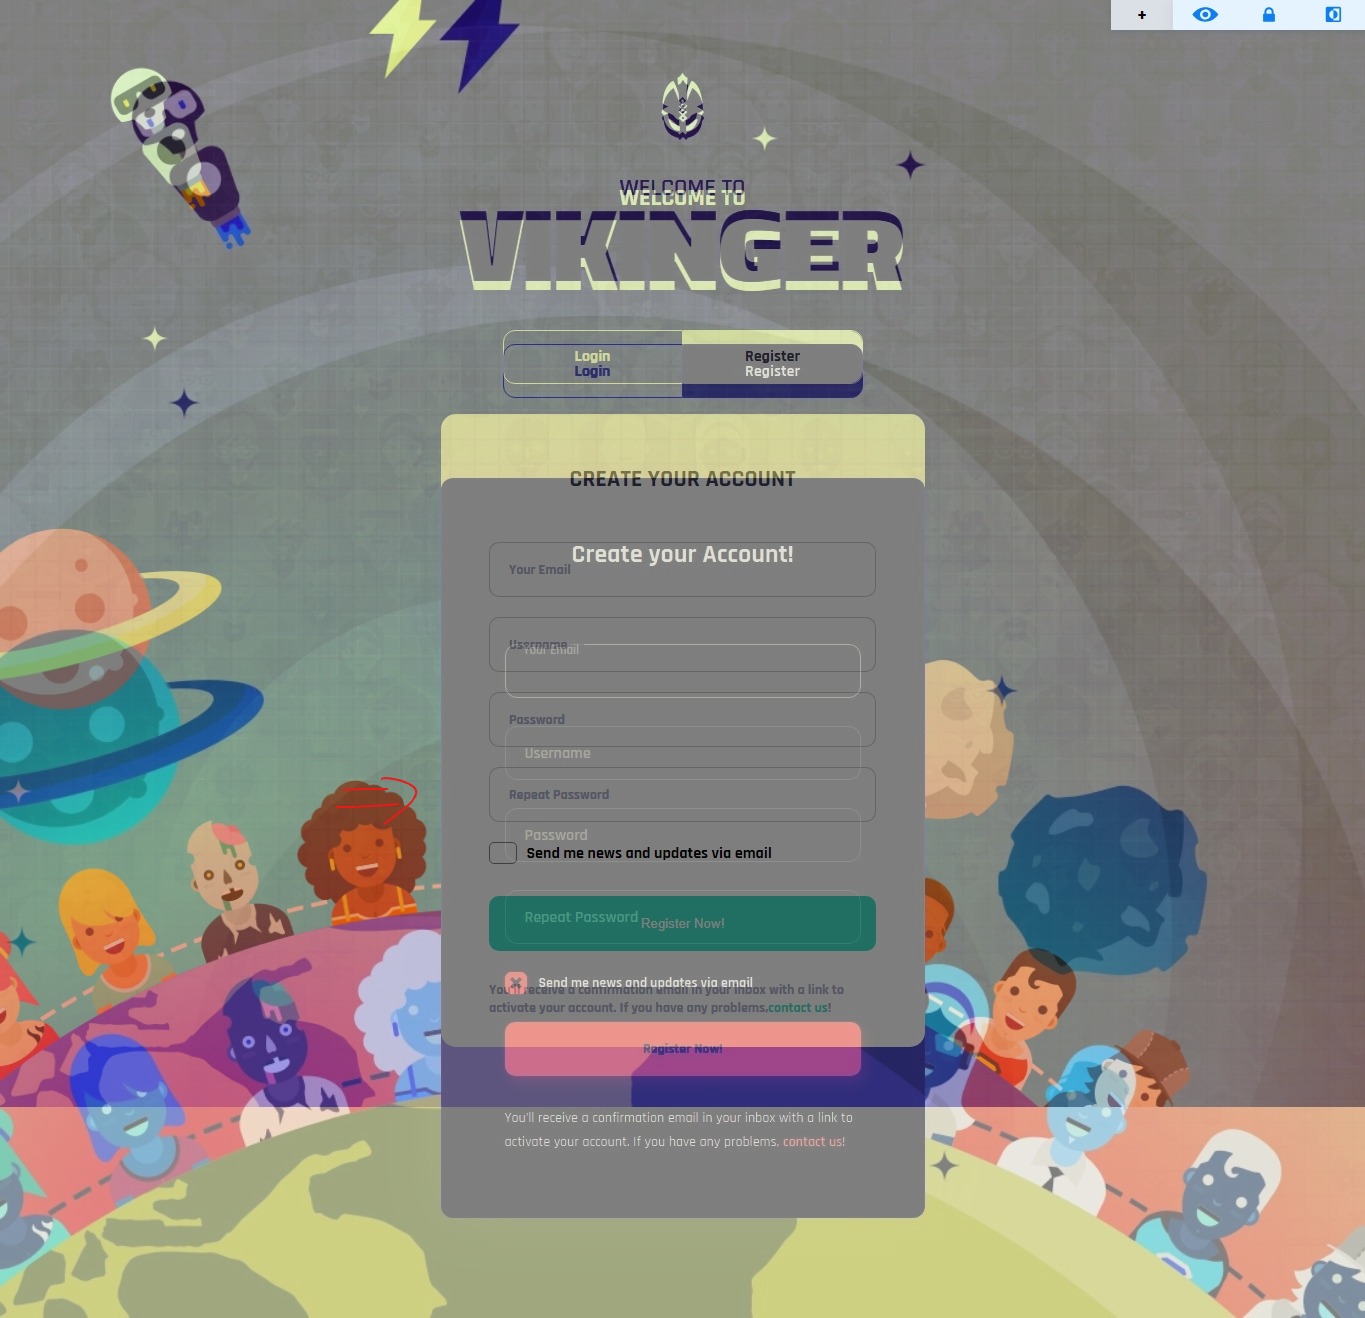 +
WELCOME TO
WELCOME TO
VIKINGER
Login
Register
Login
Register
CREATE YOUR ACCOUNT
Create your Account!
Your Email
Username
Your Email
Password
Username
Repeat Password
Password
Send me news and updates via email
Repeat Password
Register Now!
Send me news and updates via email
You'll receive a confirmation email in your inbox with a link to
activate your account. If you have any problems,contact us!
Register Now!
You'll receive a confirmation email in your inbox with a link to
activate your account. If you have any problems, contact us!